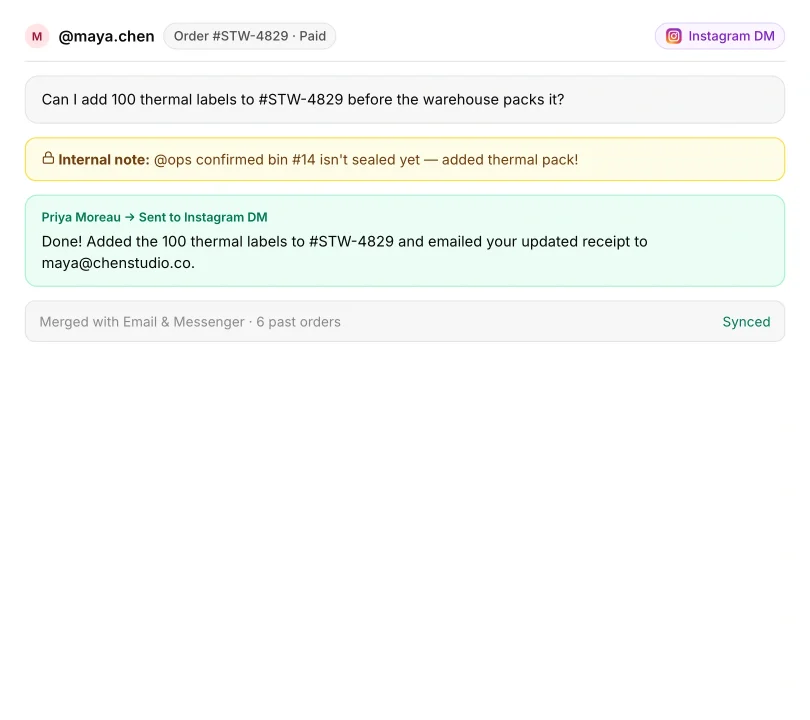 M @maya.chen Order #STW-4829 · Paid Instagram DM
Can I add 100 thermal labels to #STW-4829 before the warehouse packs it?
Internal note: @ops confirmed bin #14 isn't sealed yet — added thermal pack!
Priya Moreau → Sent to Instagram DM
Done! Added the 100 thermal labels to #STW-4829 and emailed your updated receipt to
maya@chenstudio.co.
Merged with Email & Messenger · 6 past orders Synced